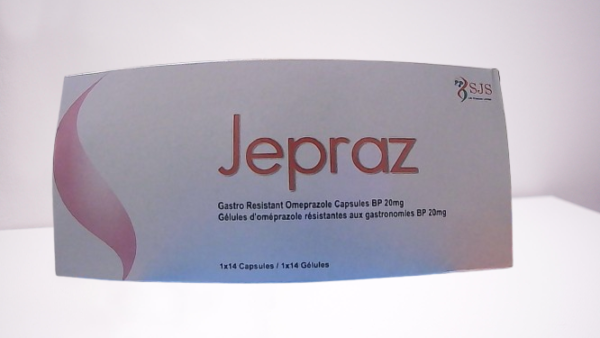 SJS
Jepraz
Gastro Resistant Omeprazole Capsules BP 20mg
Gélules d'oméprazole résistantes aux gastronomies BP 20mg
1x14 Capsules / 1x14 Gélules